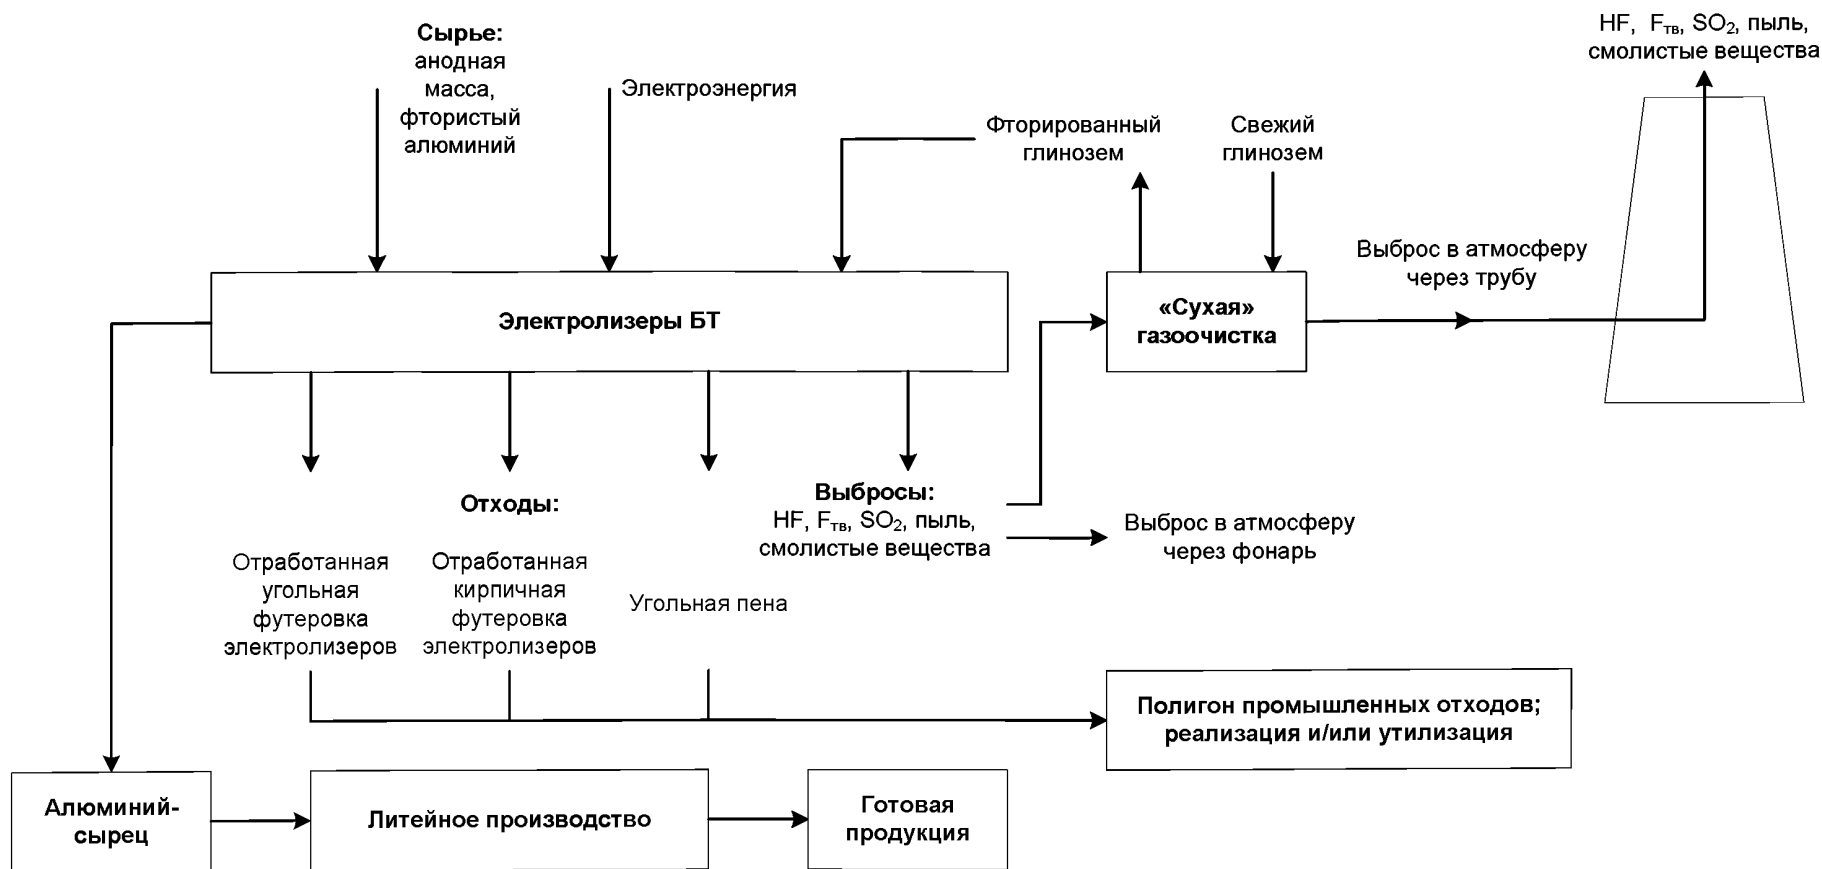 Сырье:
анодная
масса,
фтористый
алюминий
Электроэнергия
Фторированный
глинозем
Свежий
глинозем
HF, Fтв, SO2, пыль,
смолистые вещества
Выброс в атмосферу
через трубу
Электролизеры БТ
«Сухая»
газоочистка
Отходы:
Выбросы:
HF, Fтв, SO2, пыль,
смолистые вещества
Выброс в атмосферу
через фонарь
Отработанная
угольная
футеровка
электролизеров
Отработанная
кирпичная
футеровка
электролизеров
Угольная пена
Полигон промышленных отходов;
реализация и/или утилизация
Алюминий-
сырец
Литейное производство
Готовая
продукция